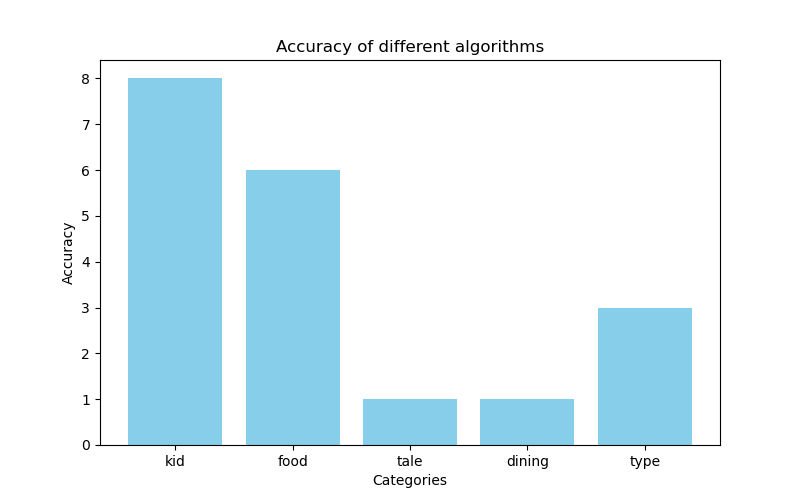 Accuracy of different algorithms
8
7
6
5
4
3
2
1
0
Accuracy
kid food tale dining type
Categories